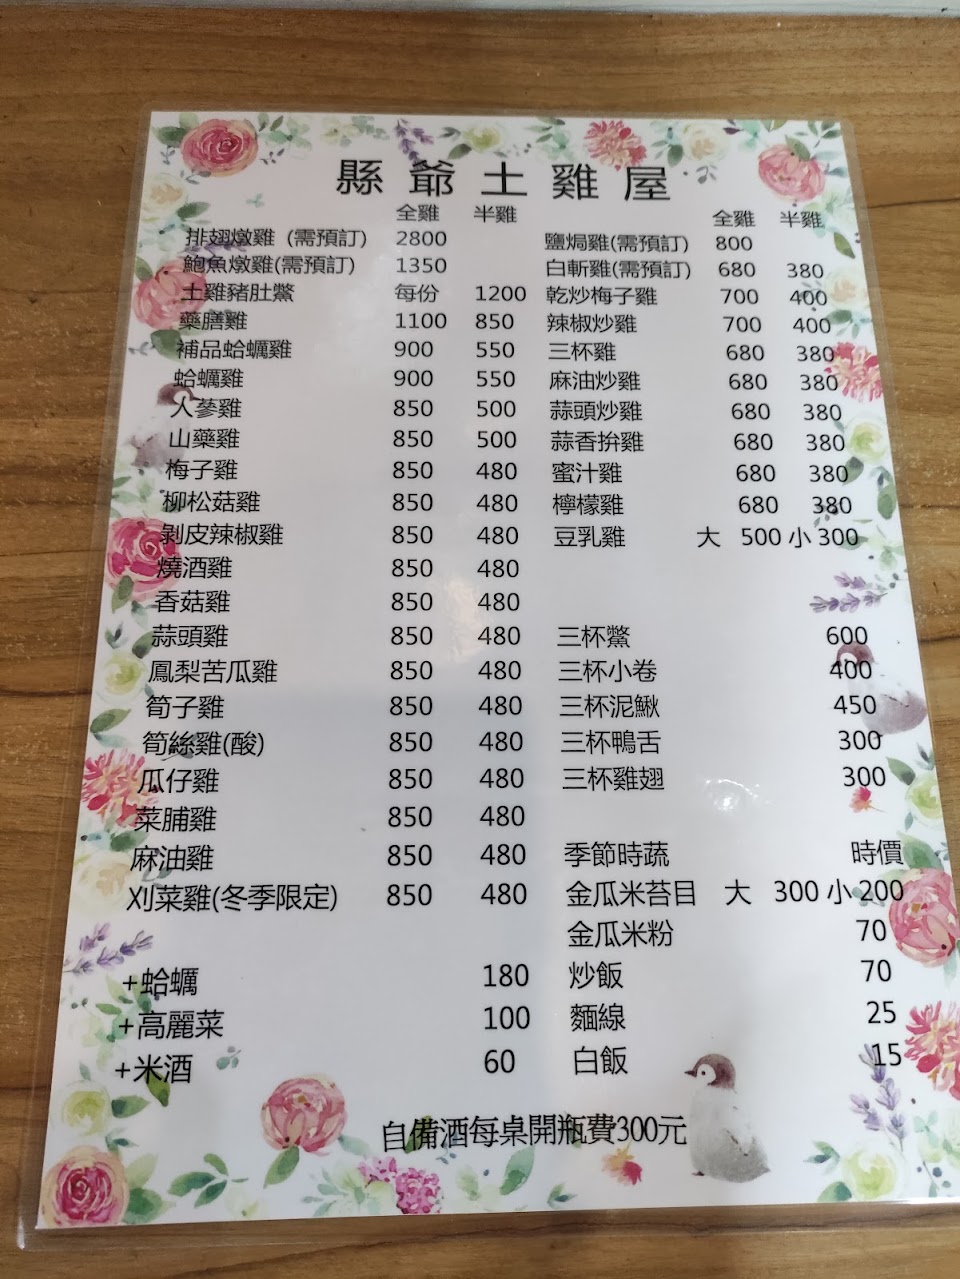 縣爺土雞屋
全雞 半雞
排翅燉雞 (需預訂) 2800
鮑魚燉雞(需預訂) 1350
土雞豬肚鱉 每份 1200
藥膳雞 1100 850
補品蛤蠣雞 900 550
蛤蠣雞 900 550
人蔘雞 850 500
山藥雞 850 500
梅子雞 850 480
柳松菇雞 850 480
剝皮辣椒雞 850 480
燒酒雞 850 480
香菇雞 850 480
蒜頭雞 850 480
鳳梨苦瓜雞 850 480
筍子雞 850 480
筍絲雞(酸) 850 480
瓜仔雞 850 480
菜脯雞 850 480
麻油雞 850 480
刈菜雞(冬季限定) 850 480
+蛤蠣 180
+高麗菜 100
+米酒 60
全雞 半雞
鹽焗雞(需預訂) 800
白斬雞(需預訂) 680 380
乾炒梅子雞 700 400
辣椒炒雞 700 400
三杯雞 680 380
麻油炒雞 680 380
蒜頭炒雞 680 380
蒜香拚雞 680 380
蜜汁雞 680 380
檸檬雞 680 380
豆乳雞 大 500 小 300
三杯鱉 600
三杯小卷 400
三杯泥鰍 450
三杯鴨舌 300
三杯雞翅 300
季節時蔬 時價
金瓜米苔目 大 300 小 200
金瓜米粉 70
炒飯 70
麵線 25
白飯 15
自備酒每桌開瓶費300元